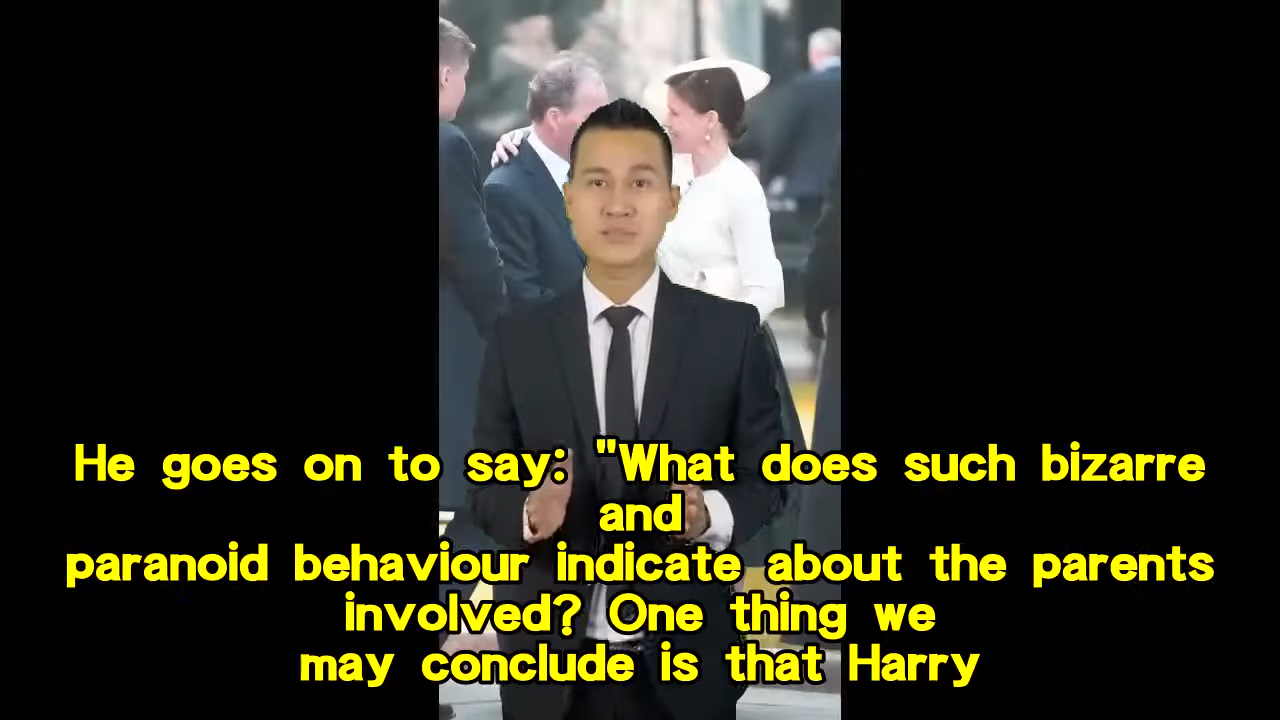 He goes on to say: "What does such bizarre
and
paranoid behaviour indicate about the parents
involved? One thing we
may conclude is that Harry